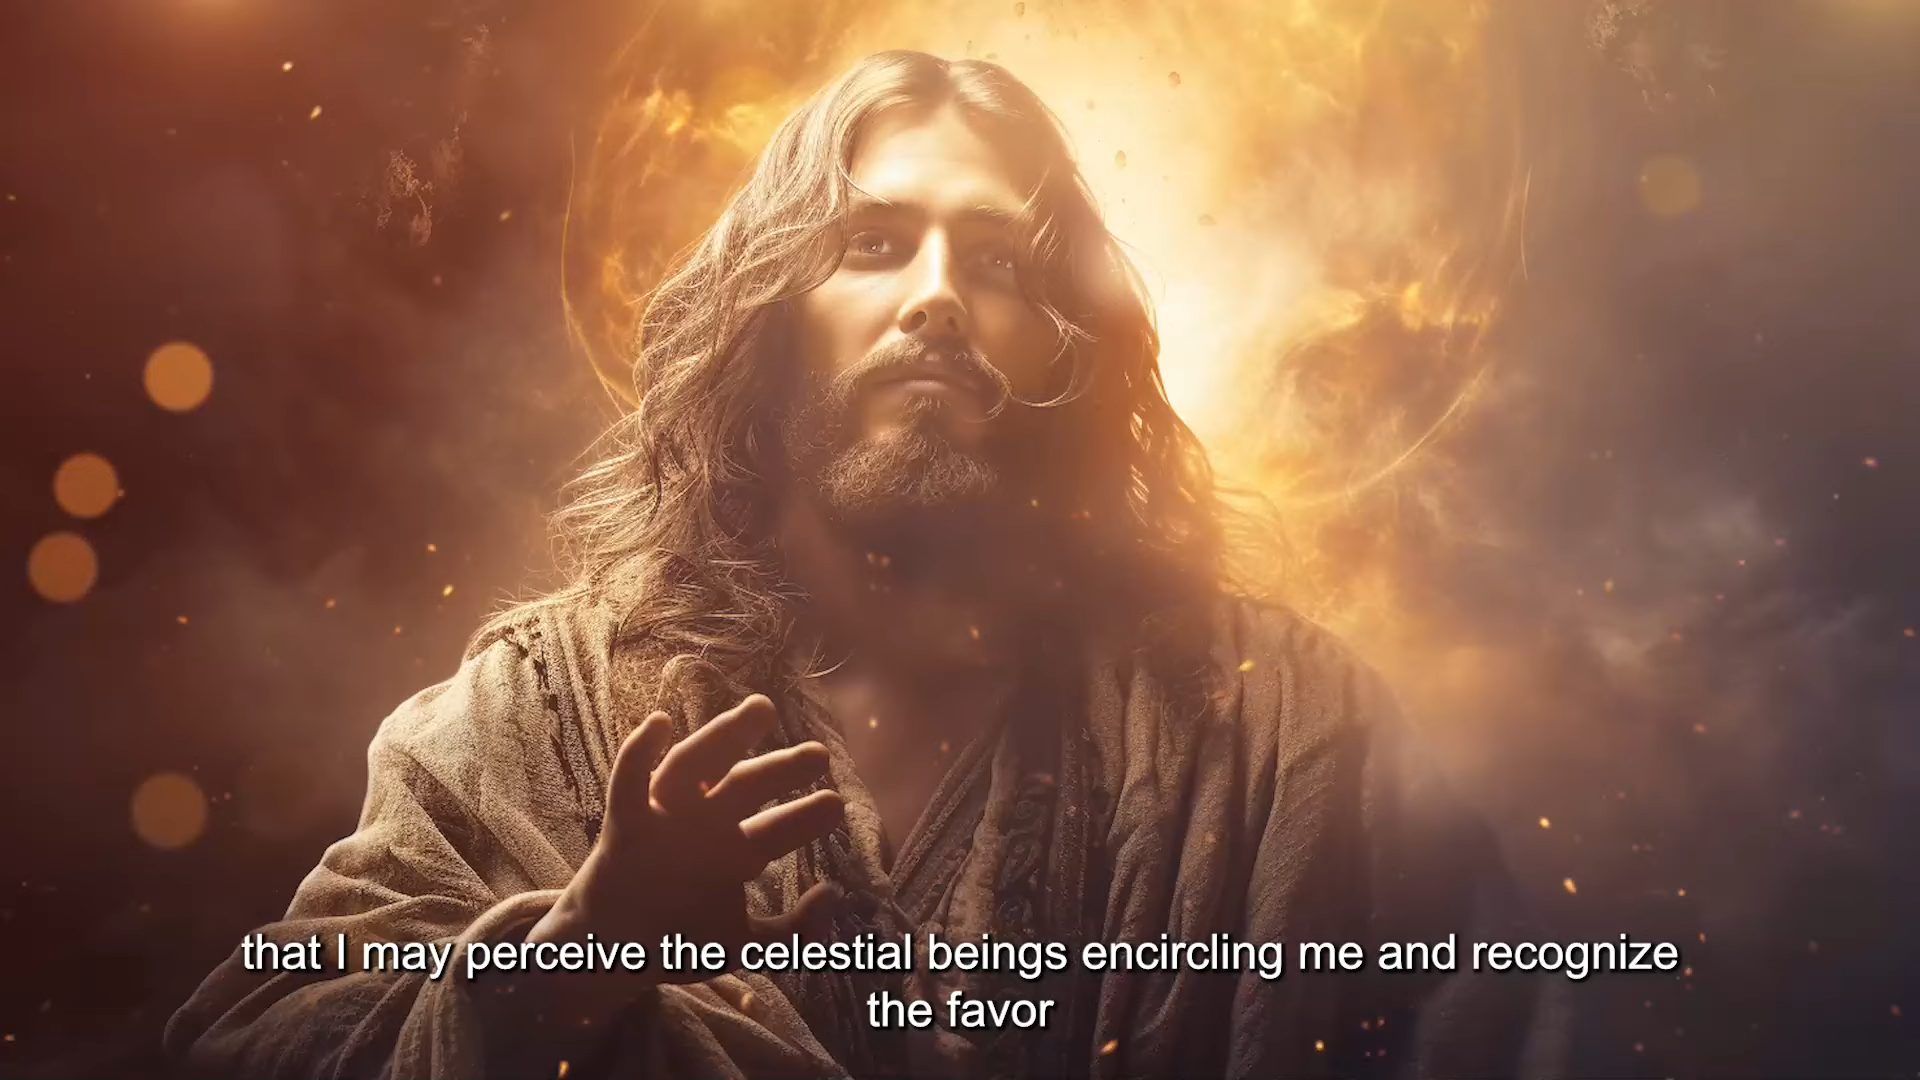 that I may perceive the celestial beings encircling me and recognize
the favor